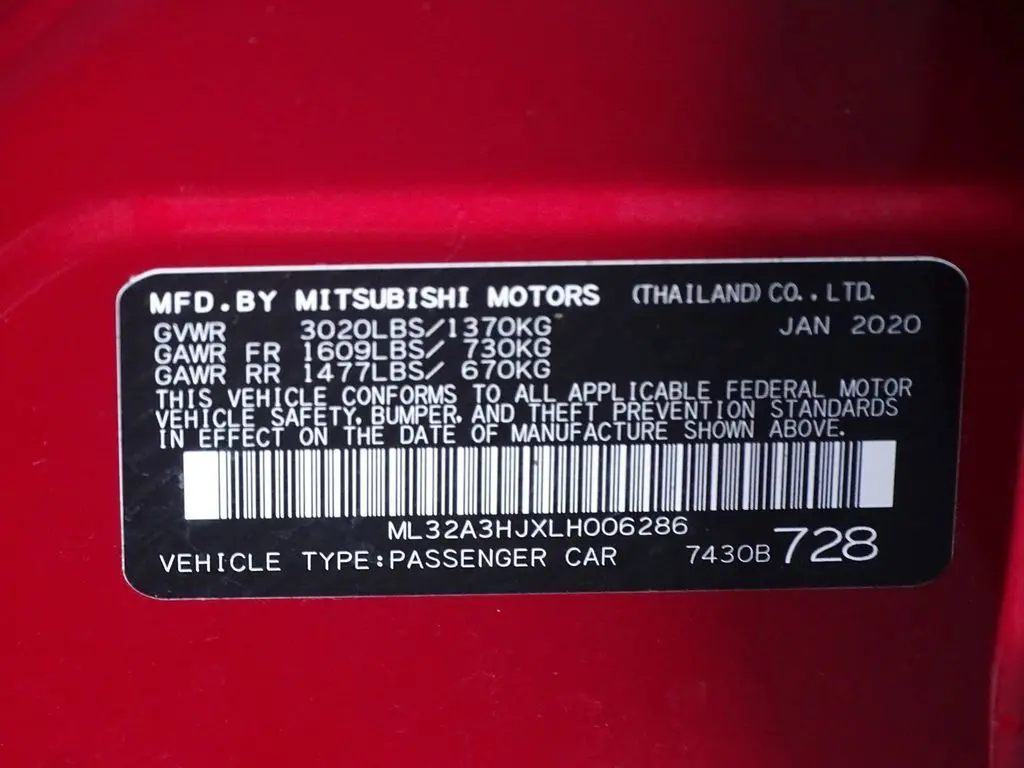 MFD.BY MITSUBISHI MOTORS (THAILAND) CO.,LTD.
GVWR 3020LBS/1370KG JAN 2020
GAWR FR 1609LBS/ 730KG
GAWR RR 1477LBS/ 670KG
THIS VEHICLE CONFORMS TO ALL APPLICABLE FEDERAL MOTOR
VEHICLE SAFETY, BUMPER, AND THEFT PREVENTION STANDARDS
IN EFFECT ON THE DATE OF MANUFACTURE SHOWN ABOVE.
ML32A3HJXLH006286
VEHICLE TYPE:PASSENGER CAR 7430B 728